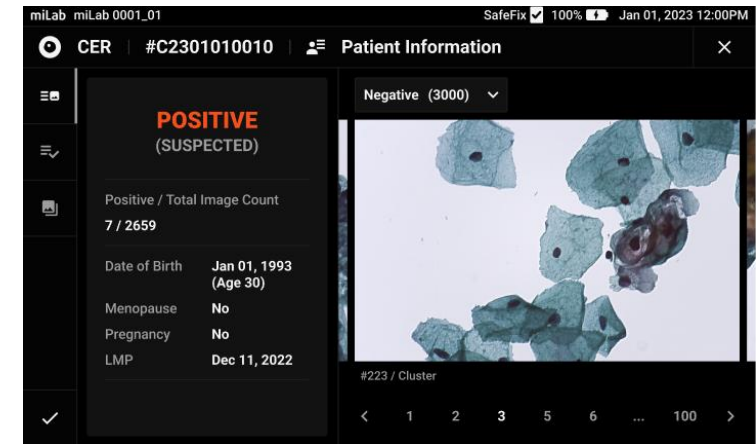 miLab miLab 0001_01 SafeFix 100% Jan 01, 2023 12:00PM
CER #C2301010010 Patient Information
Negative (3000)
POSITIVE
(SUSPECTED)
Positive / Total Image Count
7 / 2659
Date of Birth Jan 01, 1993
(Age 30)
Menopause No
Pregnancy No
LMP Dec 11, 2022
#223 / Cluster
< 1 2 3 5 6 ... 100 >